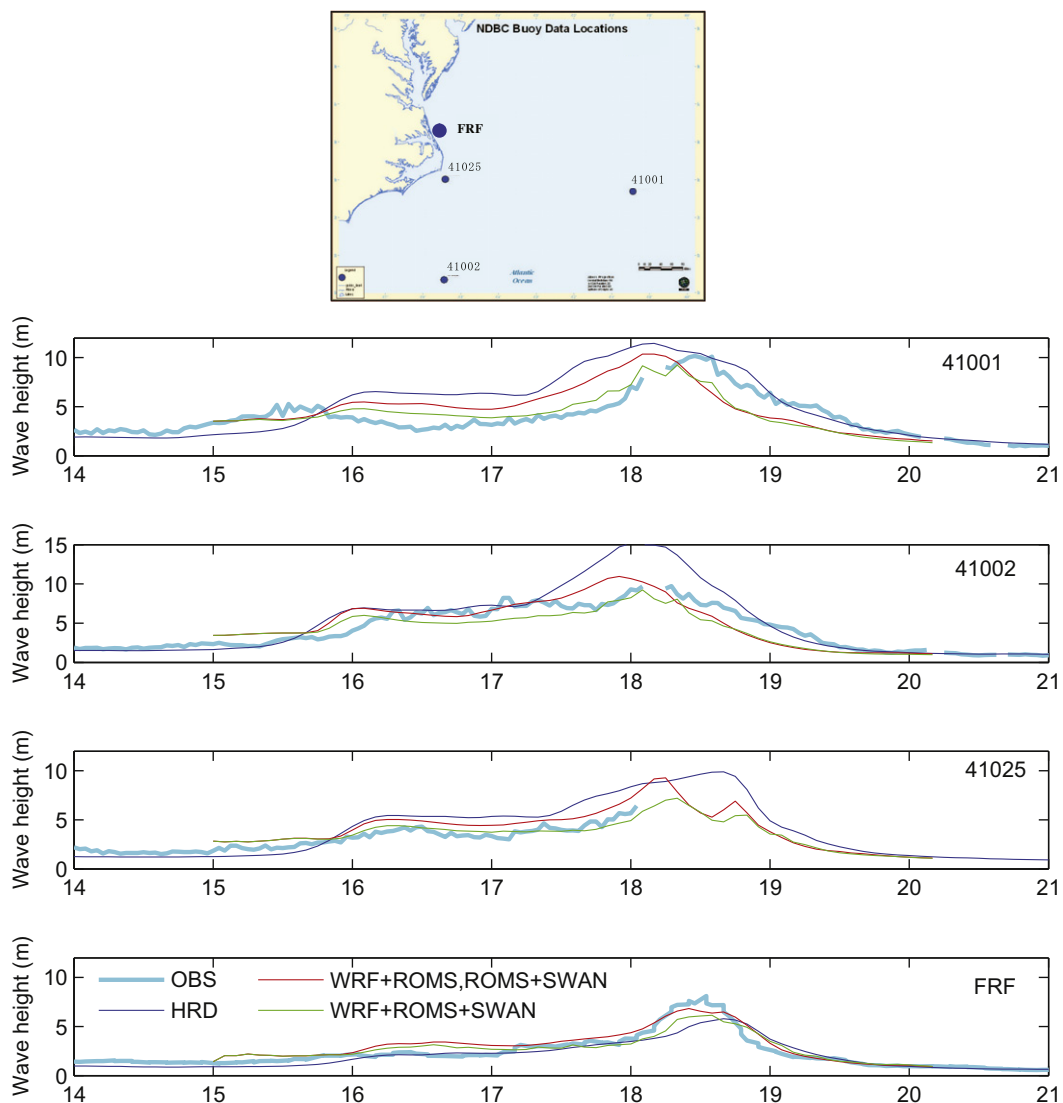 NDBC Buoy Data Locations
FRF
41025
41001
41002
Atlantic
Ocean
Wave height (m)
10
5
0
41001
14 15 16 17 18 19 20 21
Wave height (m)
15
10
5
0
41002
14 15 16 17 18 19 20 21
Wave height (m)
10
5
0
41025
14 15 16 17 18 19 20 21
Wave height (m)
10
5
0
OBS WRF+ROMS,ROMS+SWAN
HRD WRF+ROMS+SWAN
FRF
14 15 16 17 18 19 20 21